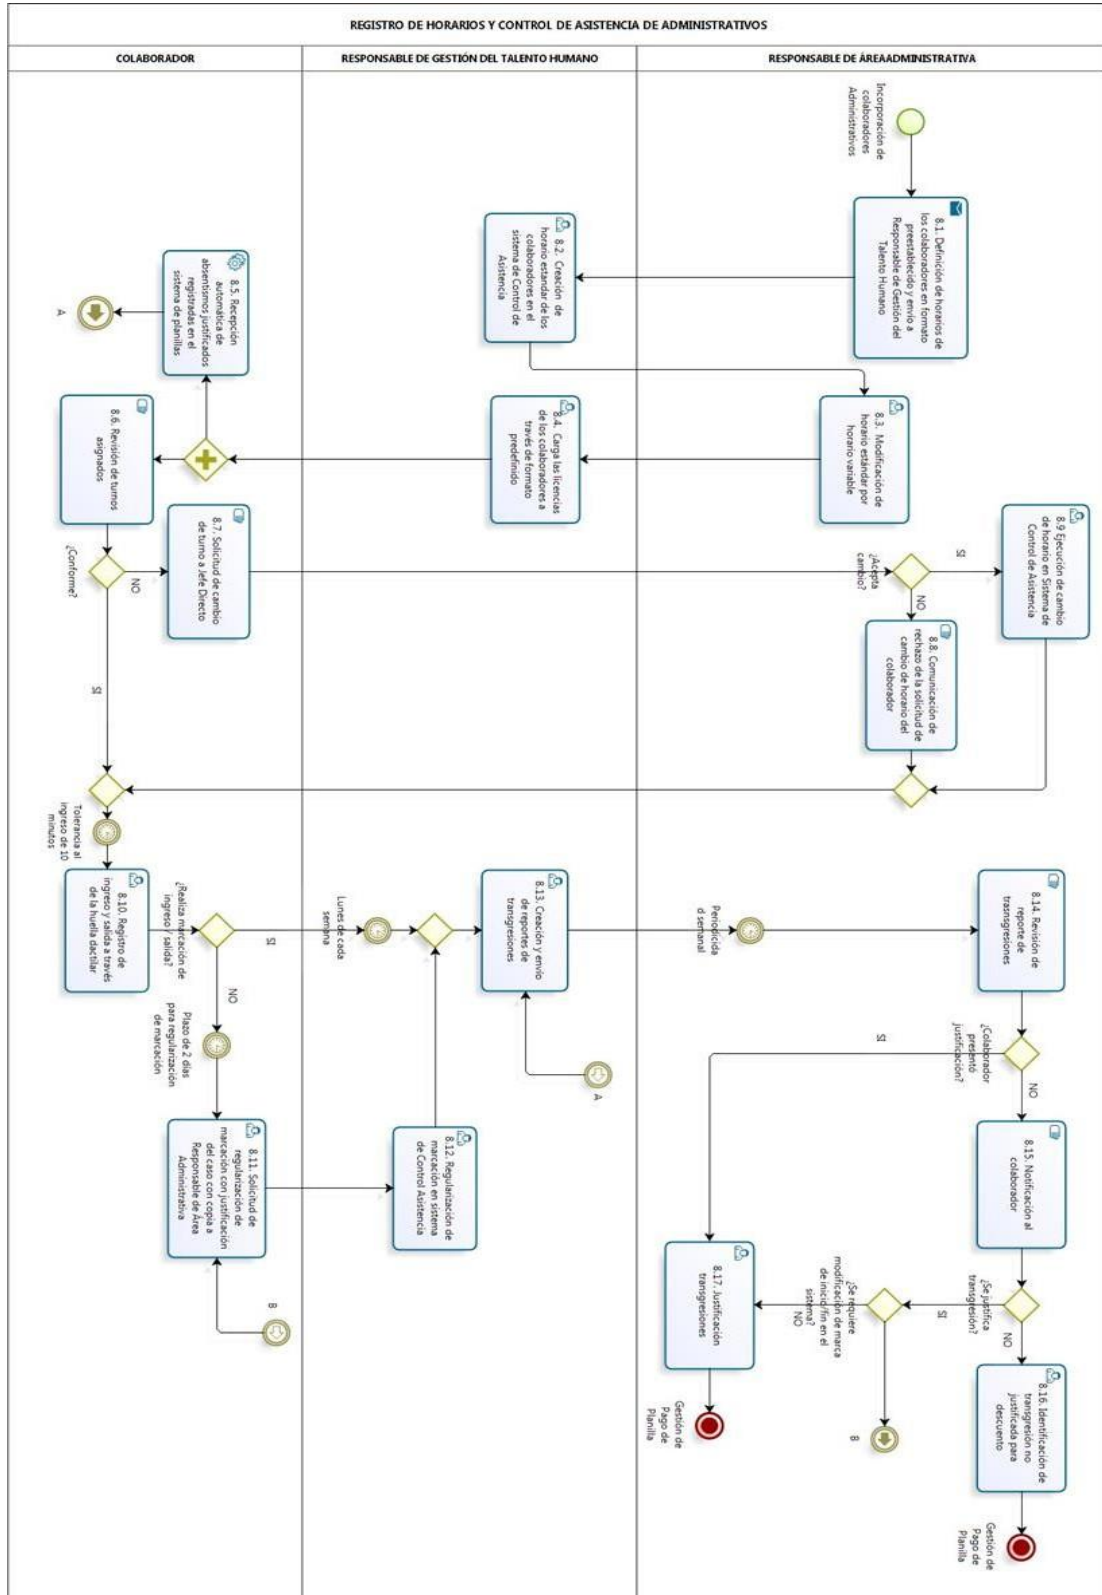 REGISTRO DE HORARIOS Y CONTROL DE ASISTENCIA DE ADMINISTRATIVOS
COLABORADOR
RESPONSABLE DE GESTIÓN DEL TALENTO HUMANO
RESPONSABLE DE ÁREAADMINISTRATIVA
Incorporación de
colaboradores
Administrativos
8.1. Definición de horarios de
los colaboradores en formato
preestablecido y envío a
Responsable de Gestión del
Talento Humano
8.2. Creación de
horario estandar de los
colaboradores en el
sistema de Control de
Asistencia
8.5. Recepción
automática de
absentismos justificados
registradas en el
sistema de planillas
A
8.3. Modificación de
horario estándar por
horario variable
8.4. Carga las licencias
de los colaboradores a
través de formato
predefinido
8.6. Revisión de turnos
asignados
¿Conforme?
NO
SI
8.7. Solicitud de cambio
de turno a Jefe Directo
¿Acepta
cambio?
SI
NO
8.9 Ejecución de cambio
de horario en Sistema de
Control de Asistencia
8.8. Comunicación de
rechazo de la solicitud de
cambio de horario del
colaborador
Tolerancia al
ingreso de 10
minutos
8.10. Registro de
ingreso y salida a través
de la huella dactilar
¿Realiza marcación de
ingreso / salida?
SI
NO
Plazo de 2 días
para regularización
de marcación
Lunes de cada
semana
8.13. Creación y envío
de reportes de
transgresiones
A
Periodicida
d semanal
8.14. Revisión de
reporte de
trasnsgresiones
¿Colaborador
presentó
justificación?
SI
NO
8.11. Solicitud de
regularización de
marcación con justificación
del caso con copia a
Responsable de Área
Administrativa
B
8.12. Regularización de
marcación en sistema
de Control Asistencia
8.15. Notificación al
colaborador
¿Se justifica
transgresión?
SI
NO
¿Se requiere
modificación de marca
de inicio/fin en el
sistema?
NO
B
8.17. Justificación
transgresiones
Gestión de
Pago de
Planilla
8.16. Identificación de
transgresión no
justificada para
descuento
Gestión de
Pago de
Planilla